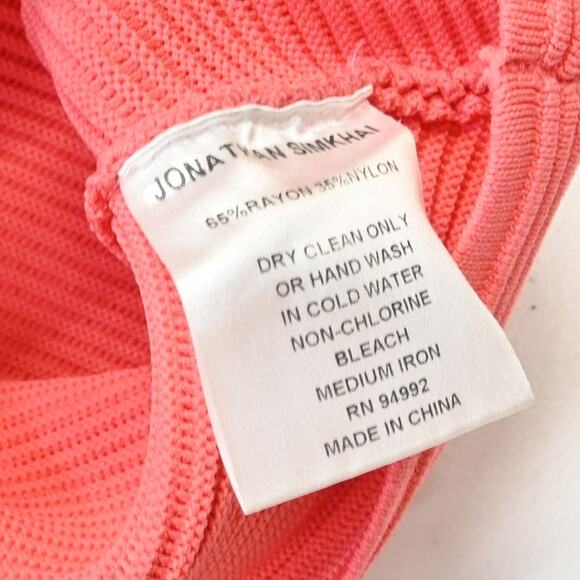 JONATHAN SIMKHAI
65%RAYON 35%NYLON
DRY CLEAN ONLY
OR HAND WASH
IN COLD WATER
NON-CHLORINE
BLEACH
MEDIUM IRON
RN 94992
MADE IN CHINA